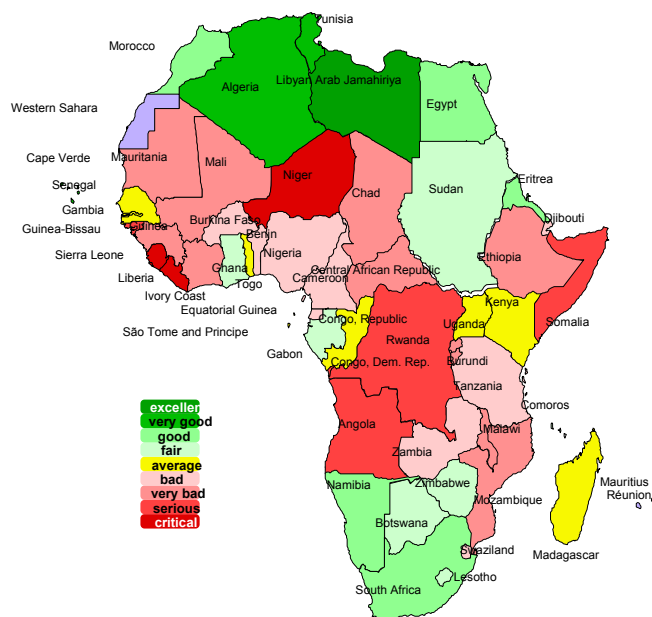 Tunisia
Morocco
Algeria
Libyan Arab Jamahiriya
Egypt
Western Sahara
Cape Verde
Mauritania
Mali
Niger
Chad
Sudan
Eritrea
Senegal
Gambia
Guinea-Bissau
Guinea
Burkina Faso
Benin
Djibouti
Sierra Leone
Nigeria
Ethiopia
Liberia
Ghana
Cameroon
Central African Republic
Ivory Coast
Togo
Equatorial Guinea
Kenya
São Tome and Principe
Congo, Republic
Uganda
Somalia
Gabon
Rwanda
Congo, Dem. Rep.
Burundi
Tanzania
Comoros
excellen
very good
good
fair
average
bad
very bad
serious
critical
Angola
Malawi
Zambia
Namibia
Zimbabwe
Mozambique
Mauritius
Réunion
Botswana
Swaziland
Madagascar
Lesotho
South Africa